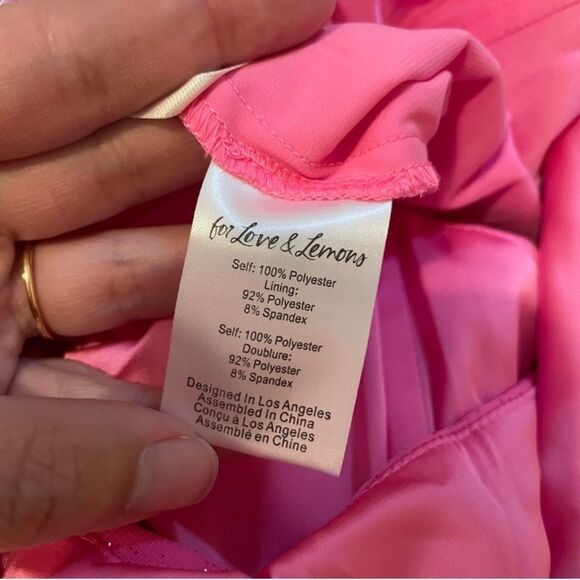 for Love & Lemons
Self: 100% Polyester
Lining:
92% Polyester
8% Spandex
Self: 100% Polyester
Doublure:
92% Polyester
8% Spandex
Designed In Los Angeles
Assembled In China
Conçu à Los Angeles
Assemblé en Chine